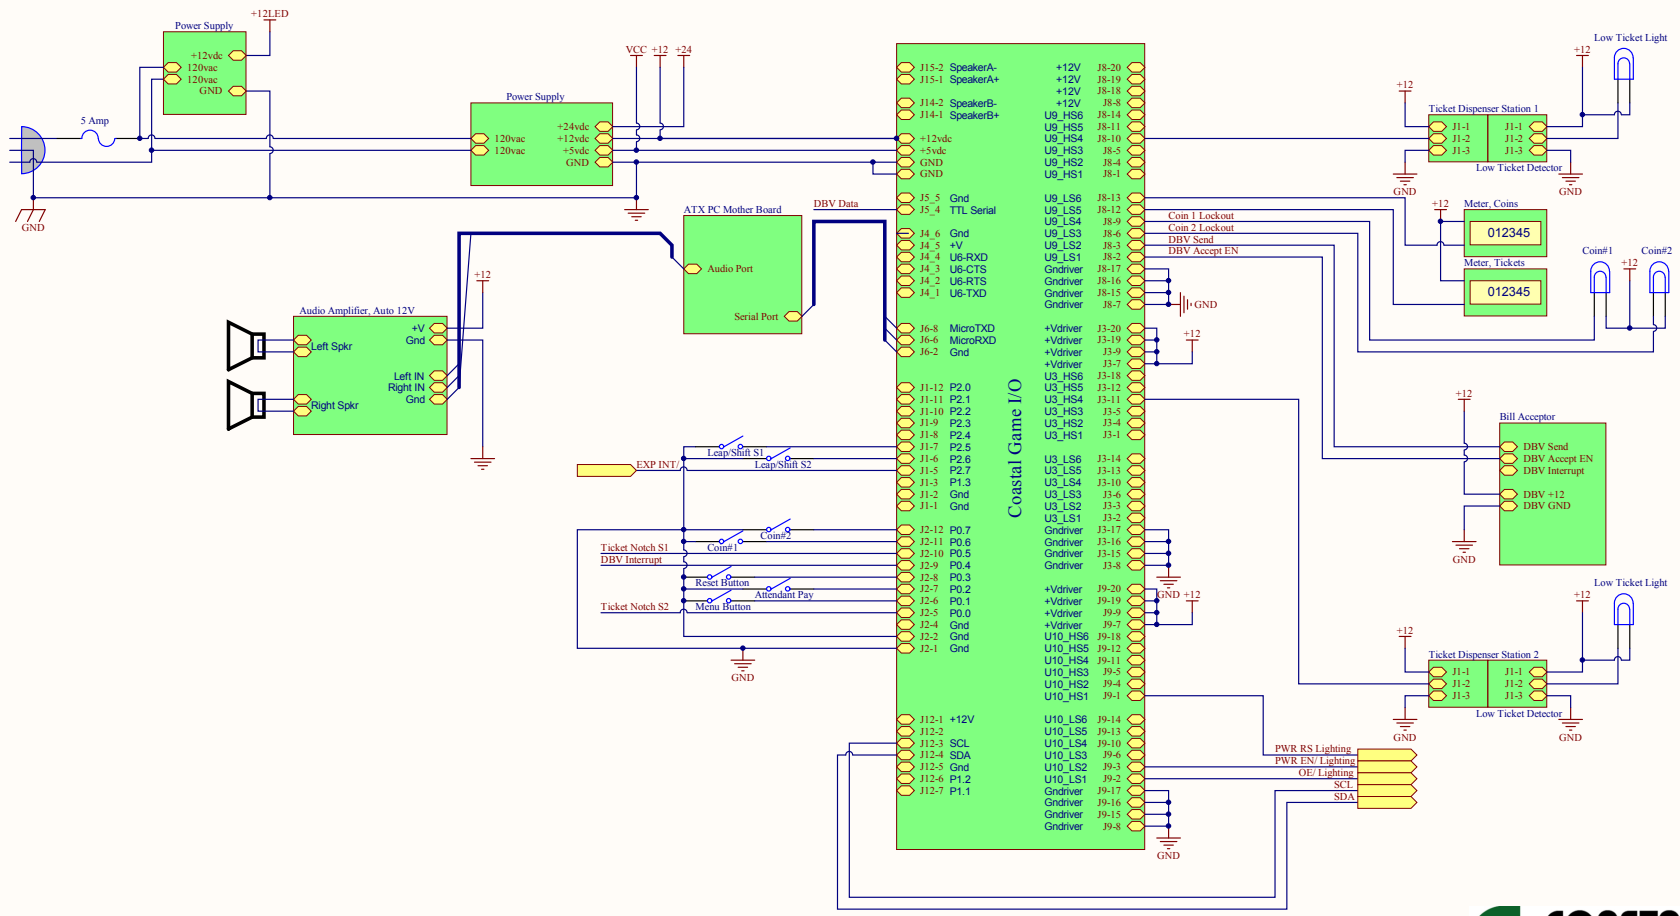 +12LED
Power Supply
+12vdc
120vac
120vac
GND
5 Amp
GND
VCC +12 +24
Power Supply
120vac
120vac
+24vdc
+12vdc
+5vdc
GND
ATX PC Mother Board
Audio Port
Serial Port
DBV Data
+12
Audio Amplifier, Auto 12V
+V
Gnd
Left Spkr
Left IN
Right IN
Right Spkr
Gnd
Leap/Shift S1
Leap/Shift S2
EXP INT/
Coin#2
Coin#1
Ticket Notch S1
DBV Interrupt
Reset Button
Attendant Pay
Menu Button
Ticket Notch S2
GND
Coastal Game I/O
J15-2 SpeakerA-
J15-1 SpeakerA+
J14-2 SpeakerB-
J14-1 SpeakerB+
+12vdc
+5vdc
GND
GND
J5_5 Gnd
J5_4 TTL Serial
J4_6 Gnd
J4_5 +V
J4_4 U6-RXD
J4_3 U6-CTS
J4_2 U6-RTS
J4_1 U6-TXD
J6-8 MicroTXD
J6-6 MicroRXD
J6-2 Gnd
J1-12 P2.0
J1-11 P2.1
J1-10 P2.2
J1-9 P2.3
J1-8 P2.4
J1-7 P2.5
J1-6 P2.6
J1-5 P2.7
J1-3 P1.3
J1-2 Gnd
J1-1 Gnd
J2-12 P0.7
J2-11 P0.6
J2-10 P0.5
J2-9 P0.4
J2-8 P0.3
J2-7 P0.2
J2-6 P0.1
J2-5 P0.0
J2-4 Gnd
J2-2 Gnd
J2-1 Gnd
J12-1 +12V
J12-2
J12-3 SCL
J12-4 SDA
J12-5 Gnd
J12-6 P1.2
J12-7 P1.1
+12V J8-20
+12V J8-19
+12V J8-18
+12V J8-8
U9_HS6 J8-14
U9_HS5 J8-11
U9_HS4 J8-10
U9_HS3 J8-5
U9_HS2 J8-4
U9_HS1 J8-1
U9_LS6 J8-13
U9_LS5 J8-12
U9_LS4 J8-9
U9_LS3 J8-6
U9_LS2 J8-3
U9_LS1 J8-2
Gndriver J8-17
Gndriver J8-16
Gndriver J8-15
Gndriver J8-7
+Vdriver J3-20
+Vdriver J3-19
+Vdriver J3-9
+Vdriver J3-7
U3_HS6 J3-18
U3_HS5 J3-12
U3_HS4 J3-11
U3_HS3 J3-5
U3_HS2 J3-4
U3_HS1 J3-1
U3_LS6 J3-14
U3_LS5 J3-13
U3_LS4 J3-10
U3_LS3 J3-6
U3_LS2 J3-3
U3_LS1 J3-2
Gndriver J3-17
Gndriver J3-16
Gndriver J3-15
Gndriver J3-8
+Vdriver J9-20
+Vdriver J9-19
+Vdriver J9-9
+Vdriver J9-7
U10_HS6 J9-18
U10_HS5 J9-12
U10_HS4 J9-11
U10_HS3 J9-5
U10_HS2 J9-4
U10_HS1 J9-1
U10_LS6 J9-14
U10_LS5 J9-13
U10_LS4 J9-10
U10_LS3 J9-6
U10_LS2 J9-3
U10_LS1 J9-2
Gndriver J9-17
Gndriver J9-16
Gndriver J9-15
Gndriver J9-8
Coin 1 Lockout
Coin 2 Lockout
DBV Send
DBV Accept EN
GND
+12
GND +12
GND
+12
+12
Low Ticket Light
Ticket Dispenser Station 1
J1-1 J1-1
J1-2 J1-2
J1-3 J1-3
Low Ticket Detector
GND
GND
+12
Meter, Coins
012345
Meter, Tickets
012345
Coin#1
+12
Coin#2
+12
Bill Acceptor
DBV Send
DBV Accept EN
DBV Interrupt
DBV +12
DBV GND
GND
+12
+12
Low Ticket Light
Ticket Dispenser Station 2
J1-1 J1-1
J1-2 J1-2
J1-3 J1-3
Low Ticket Detector
GND
GND
PWR RS Lighting
PWR EN/ Lighting
OE/ Lighting
SCL
SDA